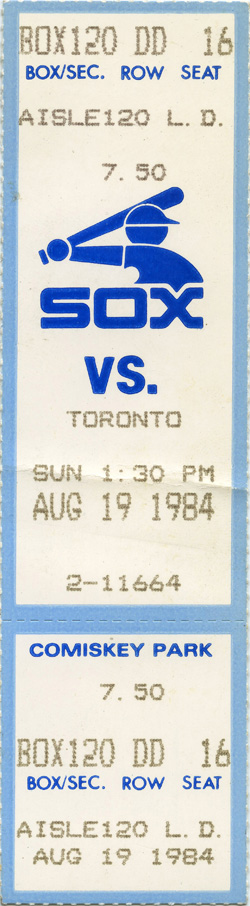 BOX120 DD 16
BOX/SEC. ROW SEAT
AISLE120 L. D.
7. 50
SOX
VS.
TORONTO
SUN 1:30 PM
AUG 19 1984
2-11664
COMISKEY PARK
7. 50
BOX120 DD 16
BOX/SEC. ROW SEAT
AISLE120 L. D.
AUG 19 1984